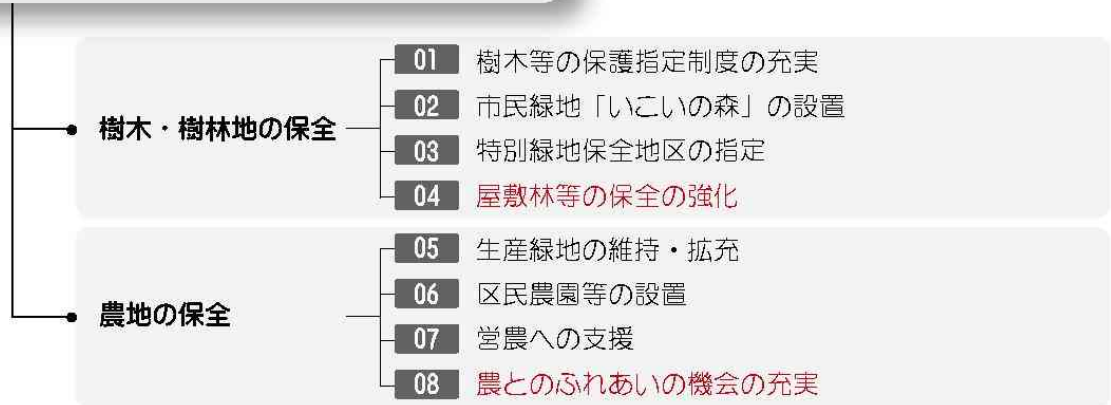 樹木・樹林地の保全
01 樹木等の保護指定制度の充実
02 市民緑地「いこいの森」の設置
03 特別緑地保全地区の指定
04 屋敷林等の保全の強化
農地の保全
05 生産緑地の維持・拡充
06 区民農園等の設置
07 営農への支援
08 農とのふれあいの機会の充実